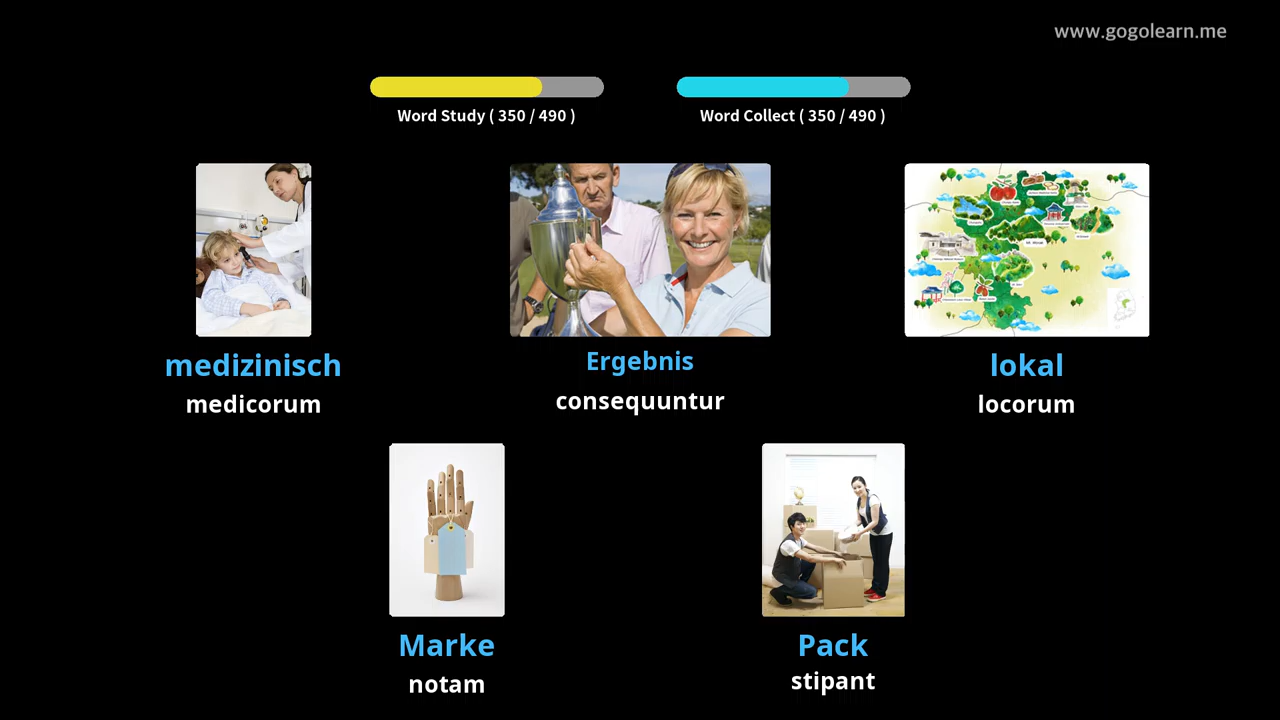 www.gogolearn.me
Word Study ( 350 / 490 )
Word Collect ( 350 / 490 )
medizinisch
medicorum
Ergebnis
consequuntur
lokal
locorum
Marke
notam
Pack
stipant